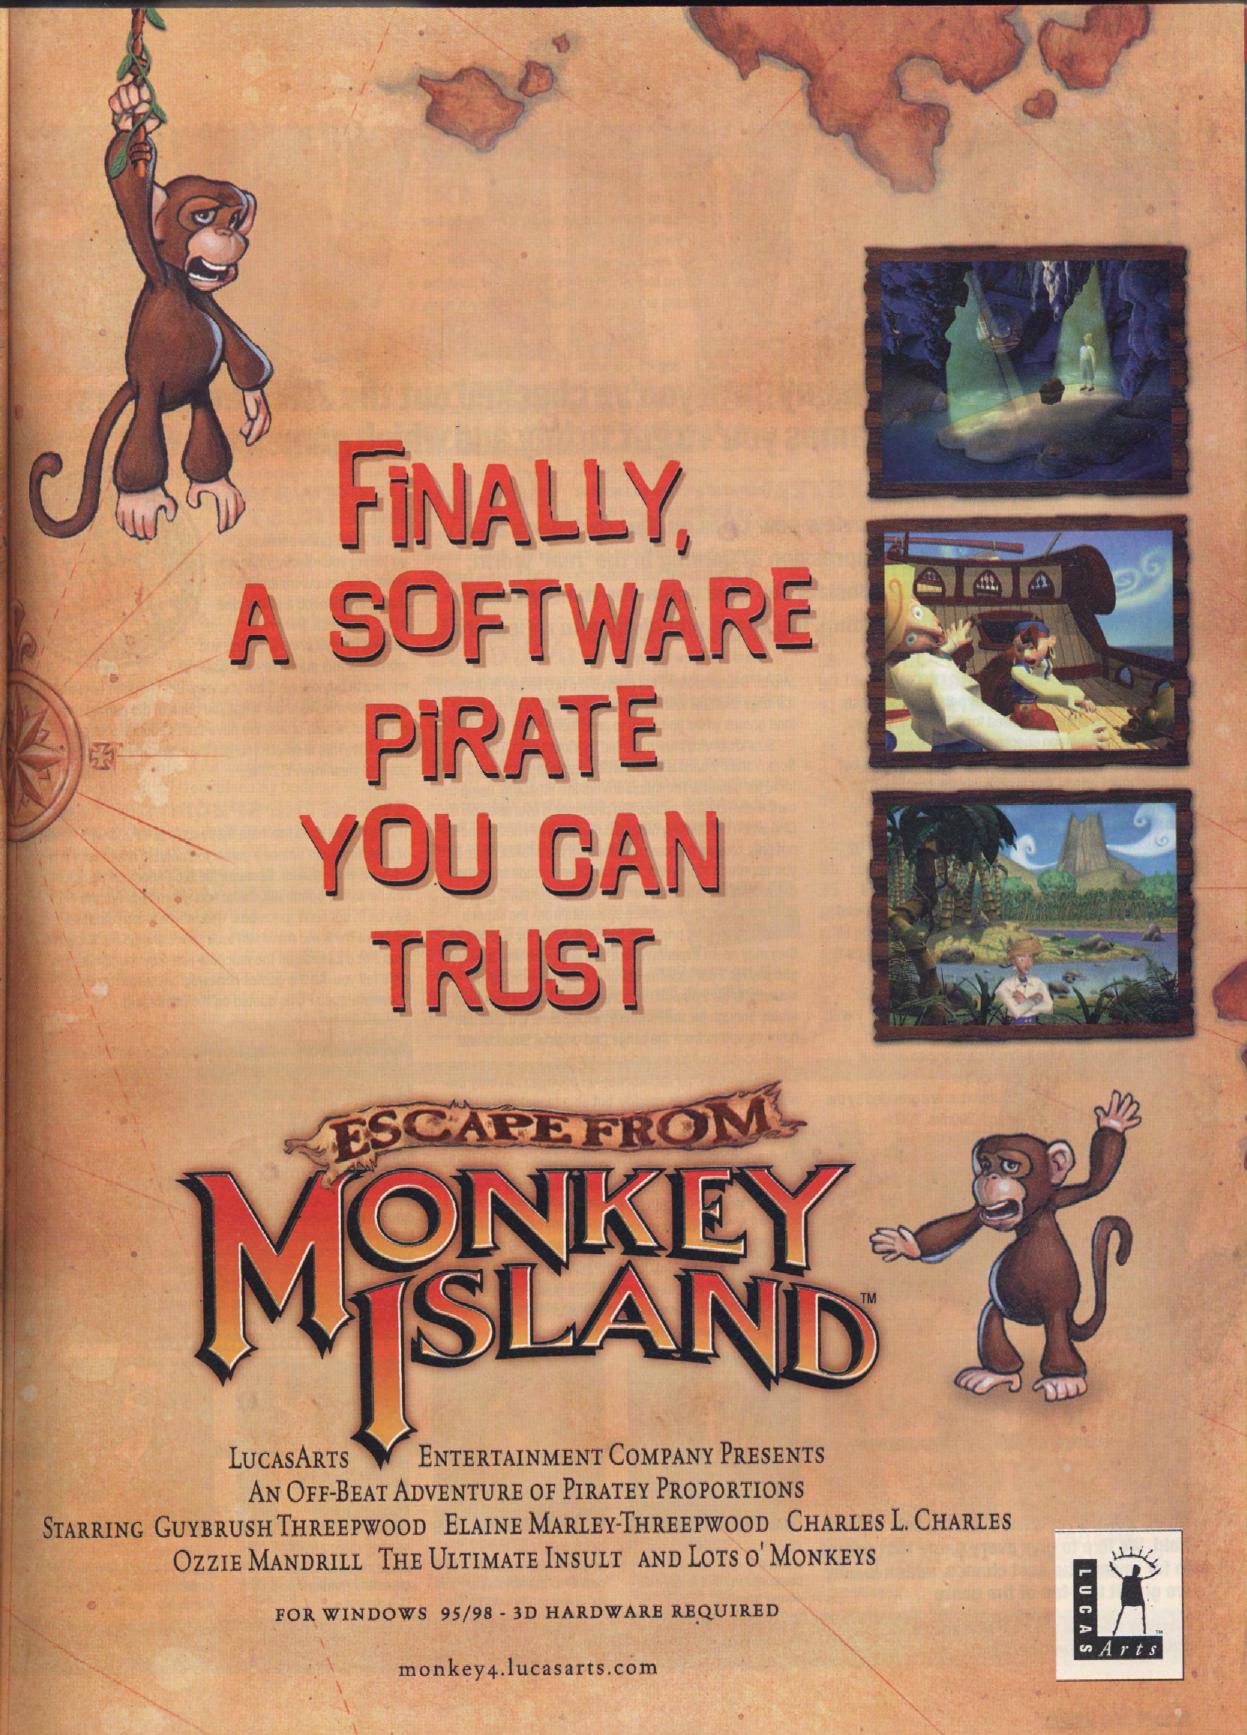 FiNALLY,
A SOFTWARE
PiRATE
YOU CAN
TRUST
ESCAPE FROM
MONKEY
ISLAND™
LUCASARTS ENTERTAINMENT COMPANY PRESENTS
AN OFF-BEAT ADVENTURE OF PIRATEY PROPORTIONS
STARRING GUYBRUSH THREEPWOOD ELAINE MARLEY-THREEPWOOD CHARLES L. CHARLES
OZZIE MANDRILL THE ULTIMATE INSULT AND LOTS O' MONKEYS
FOR WINDOWS 95/98 - 3D HARDWARE REQUIRED
monkey4.lucasarts.com
LUCAS
Arts™